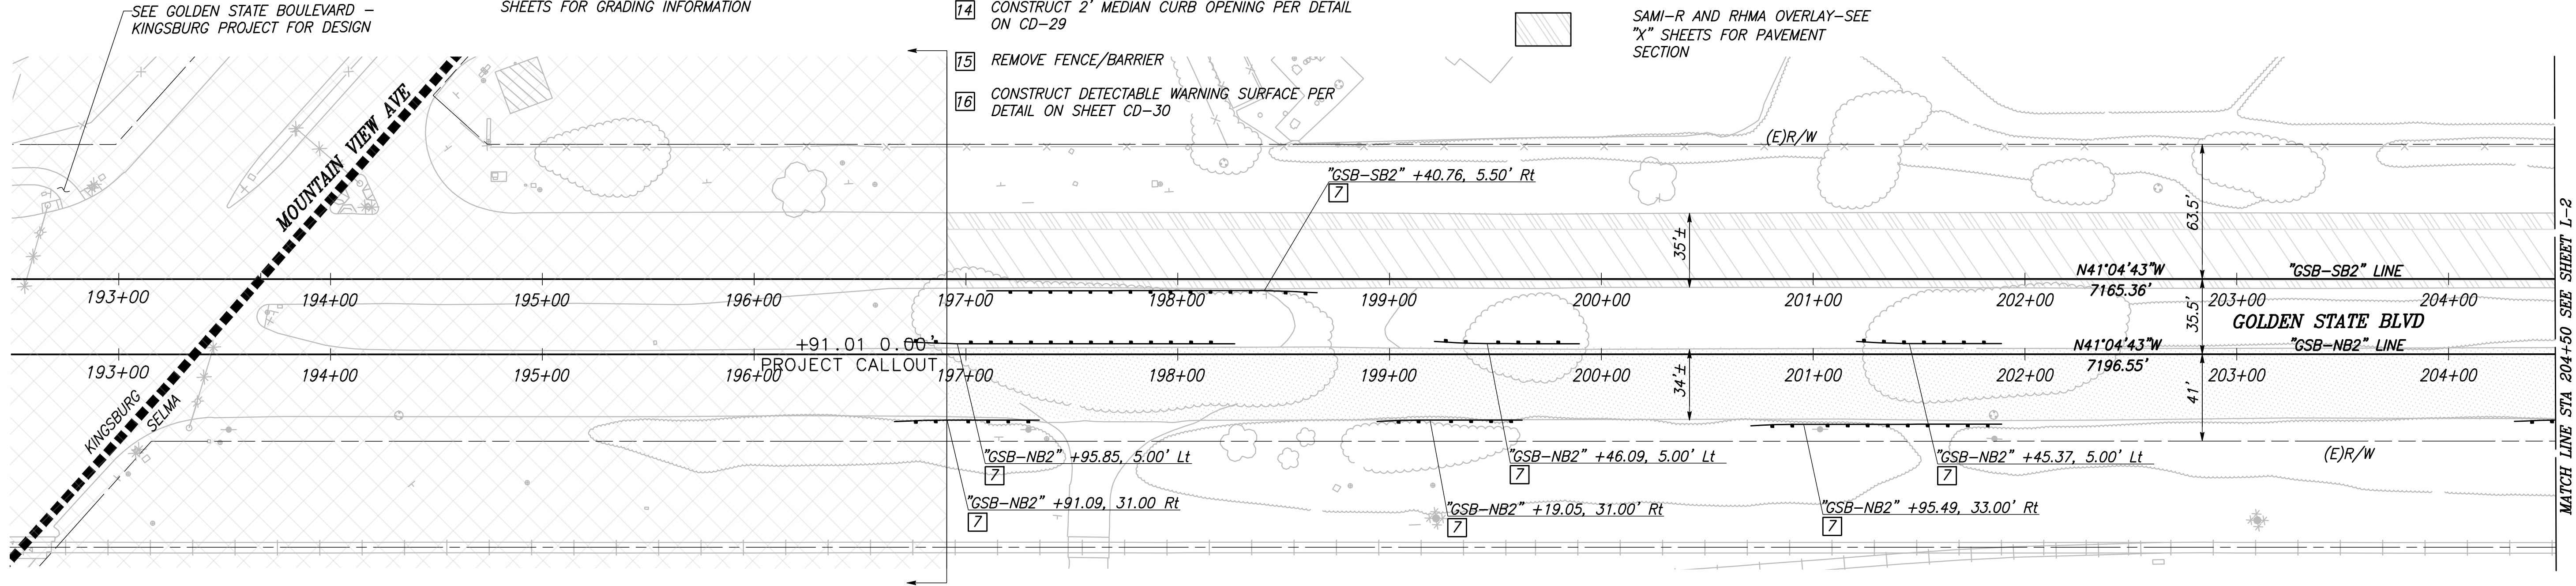 SEE GOLDEN STATE BOULEVARD –
KINGSBURG PROJECT FOR DESIGN
SHEETS FOR GRADING INFORMATION
14 CONSTRUCT 2' MEDIAN CURB OPENING PER DETAIL
ON CD-29
15 REMOVE FENCE/BARRIER
16 CONSTRUCT DETECTABLE WARNING SURFACE PER
DETAIL ON SHEET CD-30
SAMI-R AND RHMA OVERLAY-SEE
"X" SHEETS FOR PAVEMENT
SECTION
MOUNTAIN VIEW AVE
(E)R/W
"GSB-SB2" +40.76, 5.50' Rt
7
35'±
63.5'
N41°04'43"W
"GSB-SB2" LINE
193+00 194+00 195+00 196+00 197+00 198+00 199+00 200+00 201+00 202+00 203+00 204+00
7165.36'
35.5'
GOLDEN STATE BLVD
+91.01 0.00'
PROJECT CALLOUT
N41°04'43"W
"GSB-NB2" LINE
193+00 194+00 195+00 196+00 197+00 198+00 199+00 200+00 201+00 202+00 203+00 204+00
7196.55'
34'±
41'
KINGSBURG
SELMA
"GSB-NB2" +95.85, 5.00' Lt
7
"GSB-NB2" +46.09, 5.00' Lt
7
"GSB-NB2" +45.37, 5.00' Lt
7
(E)R/W
"GSB-NB2" +91.09, 31.00 Rt
7
"GSB-NB2" +19.05, 31.00' Rt
7
"GSB-NB2" +95.49, 33.00' Rt
7
MATCH LINE STA 204+50 SEE SHEET L-2